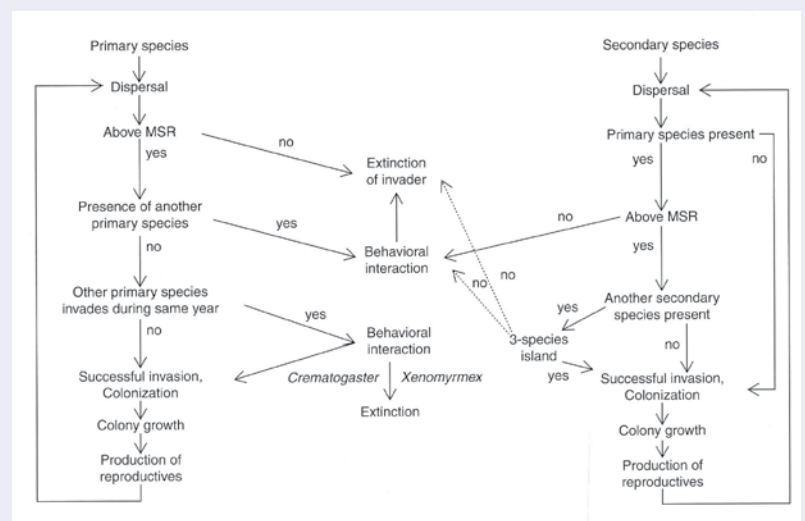 Primary species
Dispersal
Above MSR
no
yes
Presence of another
primary species
yes
no
Other primary species
invades during same year
yes
no
Successful invasion,
Colonization
Colony growth
Production of
reproductives
Extinction
of invader
Behavioral
interaction
Behavioral
interaction
Crematogaster
Xenomyrmex
Extinction
Secondary species
Dispersal
Primary species present
yes
no
Above MSR
no
yes
Another secondary
species present
yes
no
3-species
island
no
no
yes
Successful invasion,
Colonization
Colony growth
Production of
reproductives